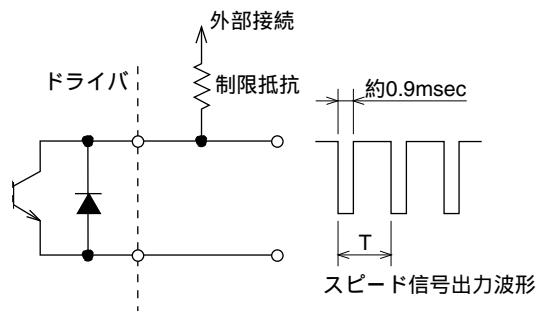 外部接続
ドライバ
制限抵抗
約0.9msec
T
スピード信号出力波形